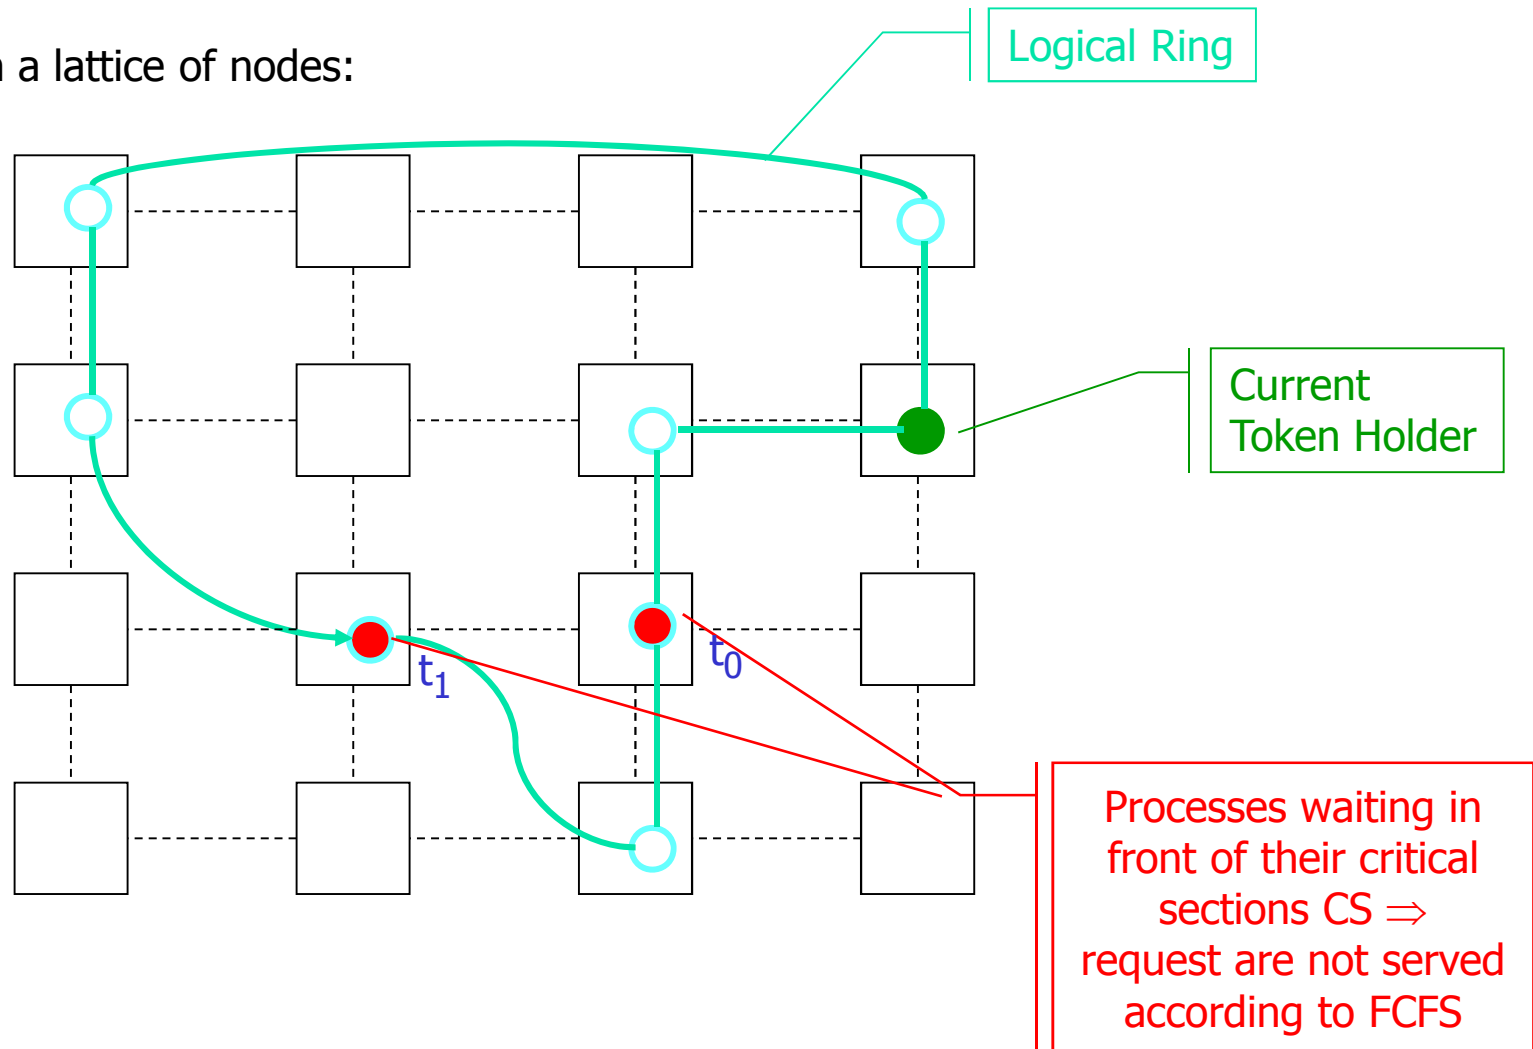 Logical Ring
a lattice of nodes:
Current
Token Holder
t₀
t₁
Processes waiting in
front of their critical
sections CS ⇒
request are not served
according to FCFS